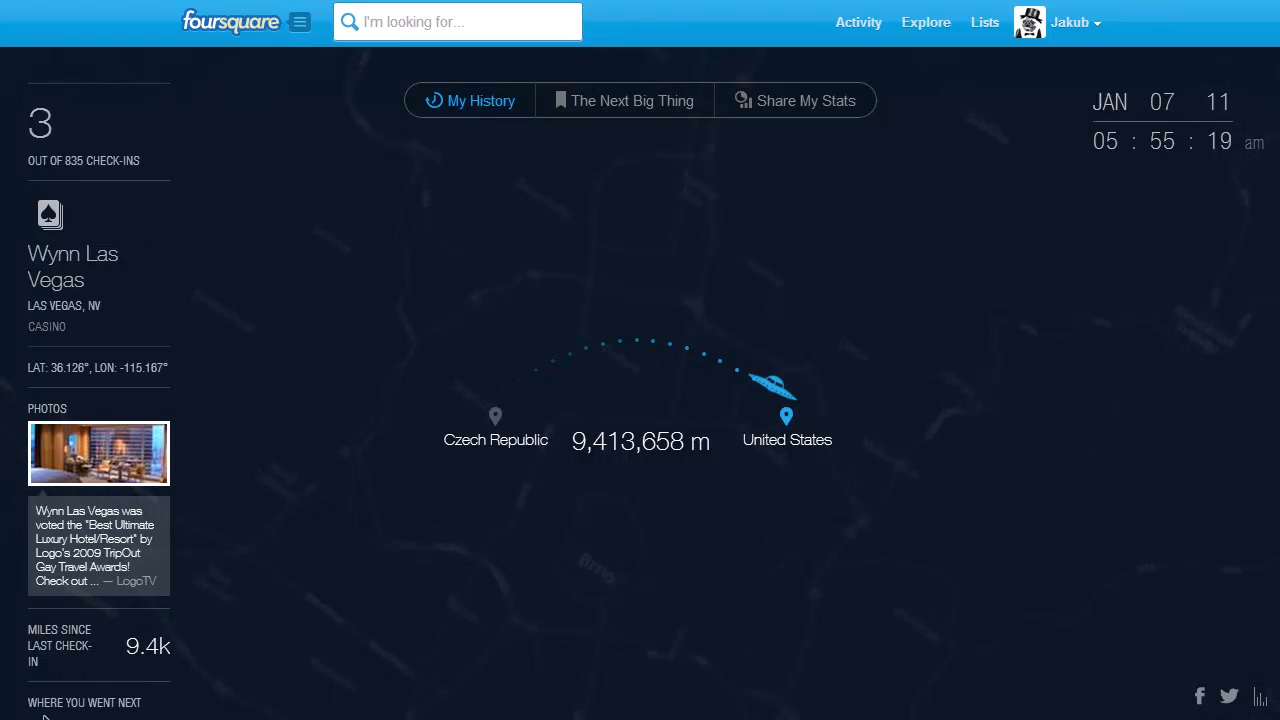 foursquare
I'm looking for...
Activity
Explore
Lists
Jakub
My History
The Next Big Thing
Share My Stats
JAN 07 11
05 : 55 : 19 am
3
OUT OF 835 CHECK-INS
Wynn Las
Vegas
LAS VEGAS, NV
CASINO
LAT: 36.126°, LON: -115.167°
PHOTOS
Wynn Las Vegas was
voted the "Best Ultimate
Luxury Hotel/Resort" by
Logo's 2009 TripOut
Gay Travel Awards!
Check out ... — LogoTV
MILES SINCE
LAST CHECK-
IN
9.4k
WHERE YOU WENT NEXT
Czech Republic
9,413,658 m
United States
Brno